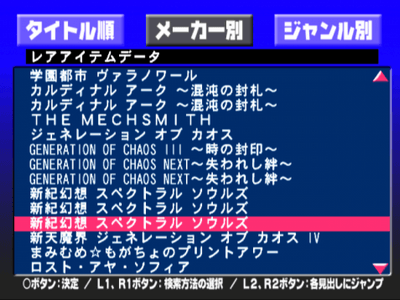 タイトル順 メーカー別 ジャンル別
レアアイテムデータ
学園都市 ヴァラノワール
カルディナル アーク ～混沌の封札～
カルディナル アーク ～混沌の封札～
THE MECHSMITH
ジェネレーション オブ カオス
GENERATION OF CHAOS III ～時の封印～
GENERATION OF CHAOS NEXT～失われし絆～
GENERATION OF CHAOS NEXT～失われし絆～
新紀幻想 スペクトラル ソウルズ
新紀幻想 スペクトラル ソウルズ
新紀幻想 スペクトラル ソウルズ
新天魔界 ジェネレーション オブ カオス IV
まみむめ☆もがちょのプリントアワー
ロスト・アヤ・ソフィア
○ボタン：決定 / L1、R1ボタン：検索方法の選択 / L2、R2ボタン：各見出しにジャンプ